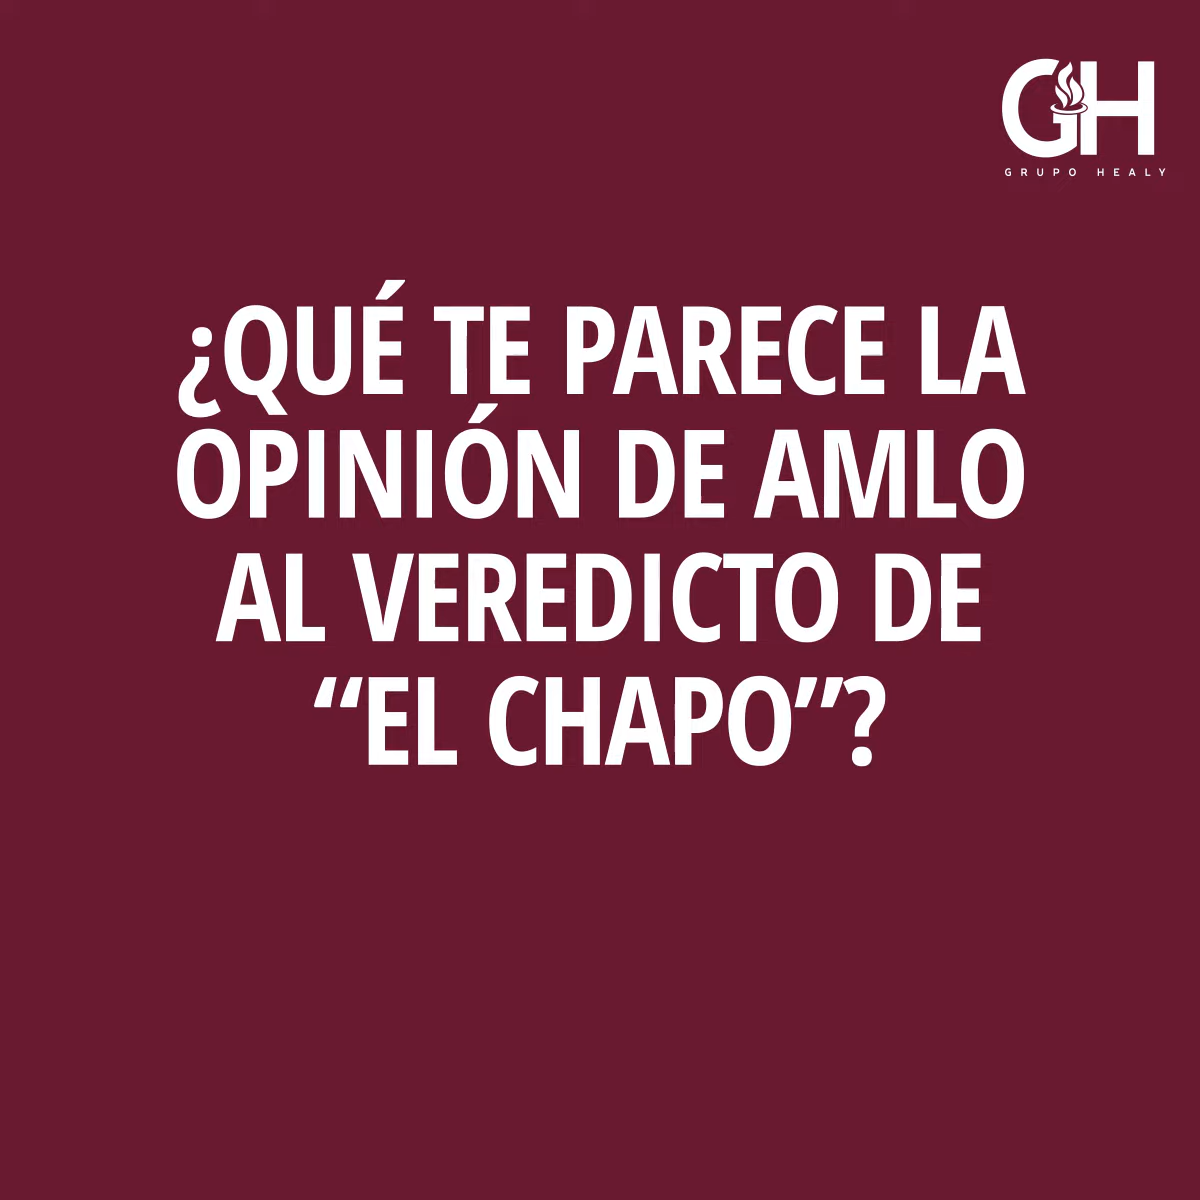 GH
GRUPO HEALY
¿QUÉ TE PARECE LA
OPINIÓN DE AMLO
AL VEREDICTO DE
“EL CHAPO”?